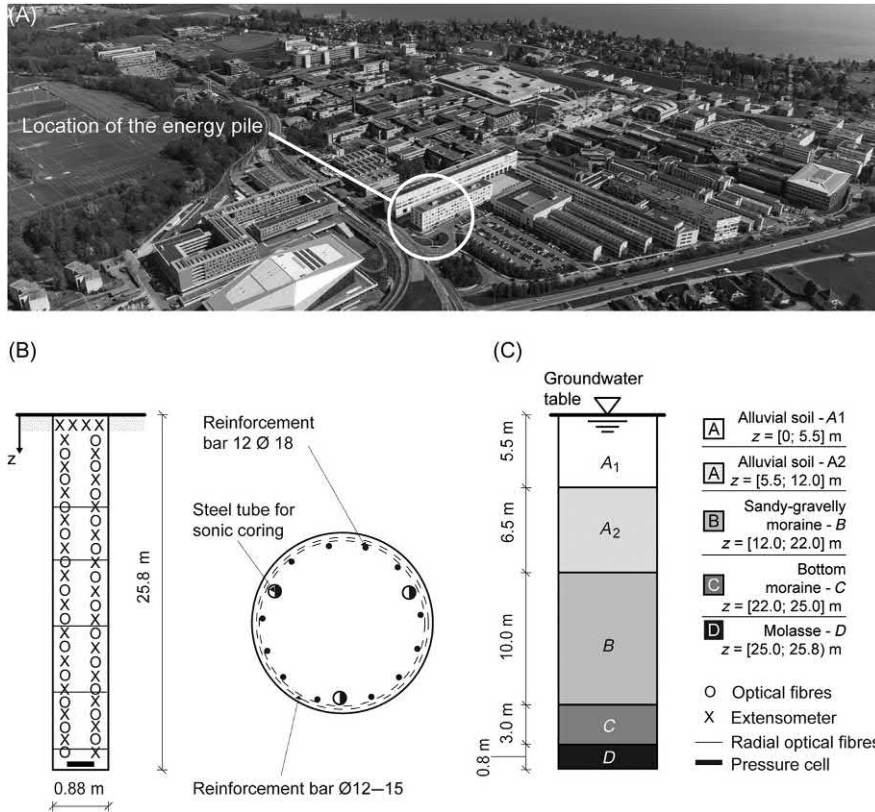 (A)
Location of the energy pile
(B)
Reinforcement
bar 12 Ø 18
Steel tube for
sonic coring
Reinforcement bar Ø12–15
z
25.8 m
0.88 m
X X X X
X O
O X
X O
O X
X O
O X
X O
O X
X O
O X
X O
O X
X O
O X
X O
O X
X O
O X
X O
O X
X O
O X
X O
O X
(C)
Groundwater
table
5.5 m
6.5 m
10.0 m
3.0 m
0.8 m
A1
A2
B
C
D
A Alluvial soil - A1
z = [0; 5.5] m
A Alluvial soil - A2
z = [5.5; 12.0] m
B Sandy-gravelly
moraine - B
z = [12.0; 22.0] m
C Bottom
moraine - C
z = [22.0; 25.0] m
D Molasse - D
z = [25.0; 25.8) m
O Optical fibres
X Extensometer
Radial optical fibres
Pressure cell